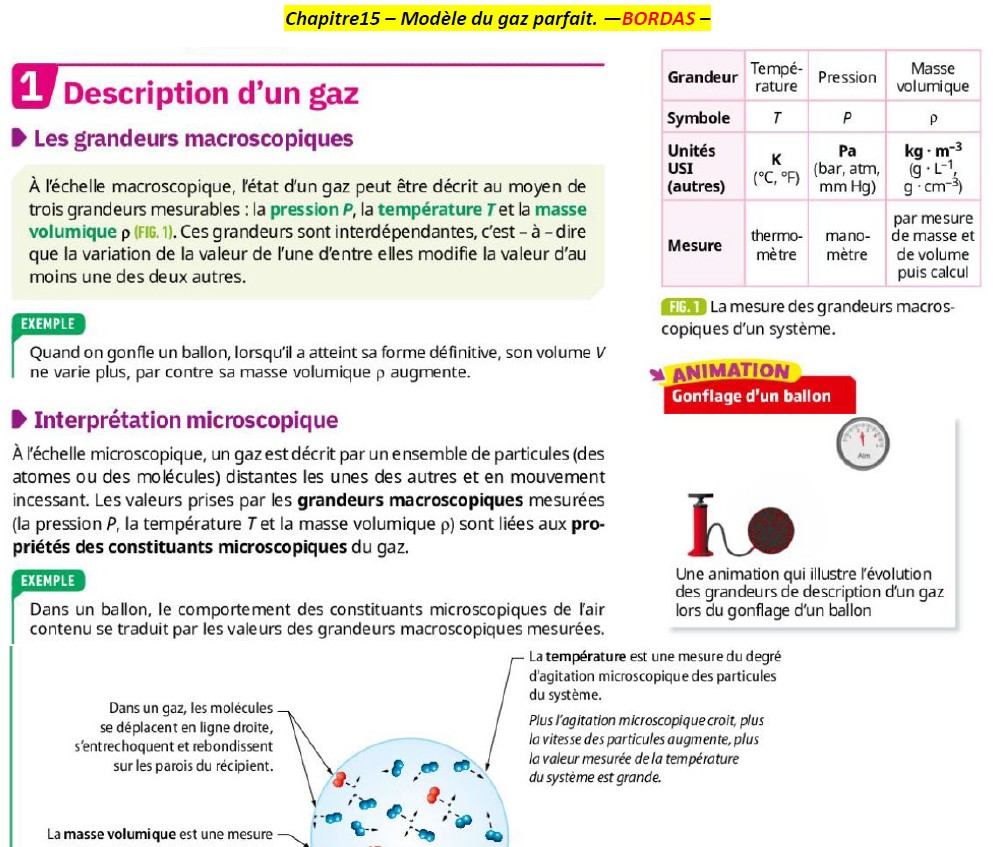 Chapitre15 – Modèle du gaz parfait. —BORDAS –
1 Description d’un gaz
Les grandeurs macroscopiques
À l’échelle macroscopique, l’état d’un gaz peut être décrit au moyen de
trois grandeurs mesurables : la pression P, la température T et la masse
volumique ρ (FIG. 1). Ces grandeurs sont interdépendantes, c’est – à – dire
que la variation de la valeur de l’une d’entre elles modifie la valeur d’au
moins une des deux autres.
EXEMPLE
Quand on gonfle un ballon, lorsqu’il a atteint sa forme définitive, son volume V
ne varie plus, par contre sa masse volumique ρ augmente.
Interprétation microscopique
À l’échelle microscopique, un gaz est décrit par un ensemble de particules (des
atomes ou des molécules) distantes les unes des autres et en mouvement
incessant. Les valeurs prises par les grandeurs macroscopiques mesurées
(la pression P, la température T et la masse volumique ρ) sont liées aux pro-
priétés des constituants microscopiques du gaz.
EXEMPLE
Dans un ballon, le comportement des constituants microscopiques de l’air
contenu se traduit par les valeurs des grandeurs macroscopiques mesurées.
Grandeur Tempé-rature Pression Masse volumique
Symbole T P ρ
Unités USI (autres) K (°C, °F) Pa (bar, atm, mm Hg) kg · m⁻³ (g · L⁻¹, g · cm⁻³)
Mesure thermo-mètre mano-mètre par mesure de masse et de volume puis calcul
FIG. 1 La mesure des grandeurs macros-
copiques d’un système.
ANIMATION
Gonflage d’un ballon
Atm
Une animation qui illustre l’évolution
des grandeurs de description d’un gaz
lors du gonflage d’un ballon
Dans un gaz, les molécules
se déplacent en ligne droite,
s’entrechoquent et rebondissent
sur les parois du récipient.
La masse volumique est une mesure
La température est une mesure du degré
d’agitation microscopique des particules
du système.
Plus l’agitation microscopique croit, plus
la vitesse des particules augmente, plus
la valeur mesurée de la température
du système est grande.